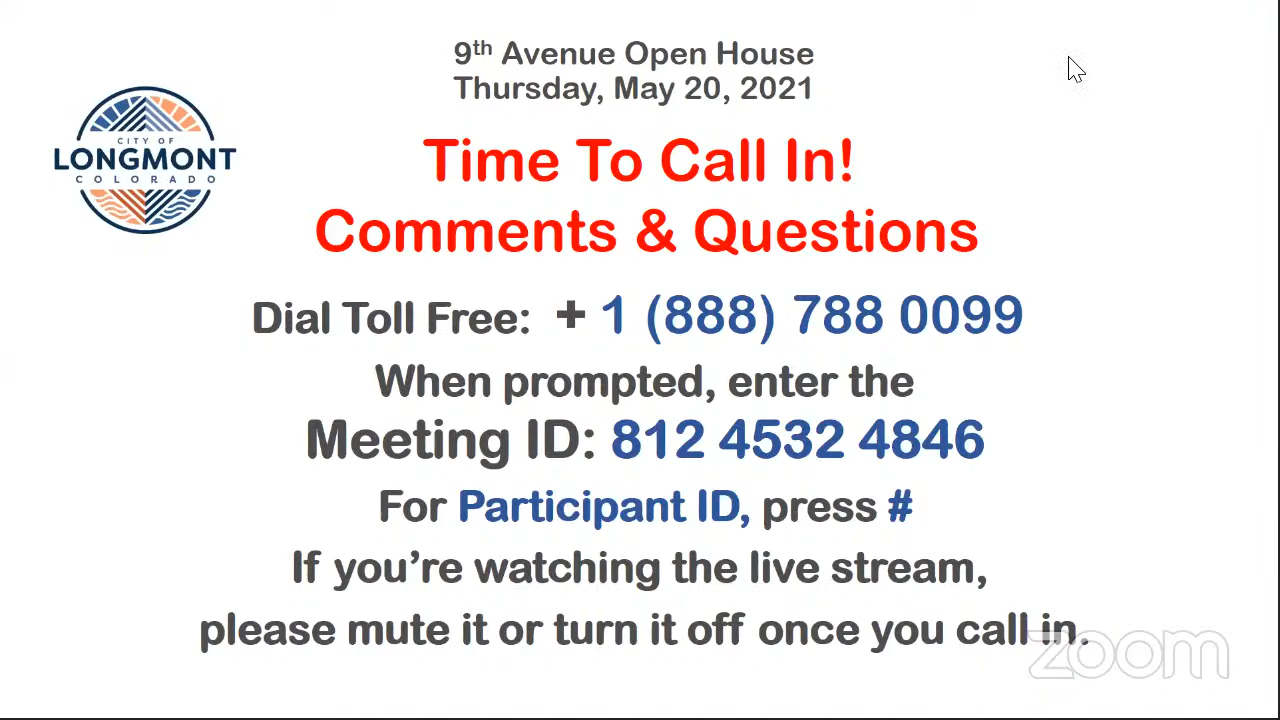 9th Avenue Open House
Thursday, May 20, 2021
CITY OF
LONGMONT
COLORADO
Time To Call In!
Comments & Questions
Dial Toll Free: + 1 (888) 788 0099
When prompted, enter the
Meeting ID: 812 4532 4846
For Participant ID, press #
If you’re watching the live stream,
please mute it or turn it off once you call in.
zoom